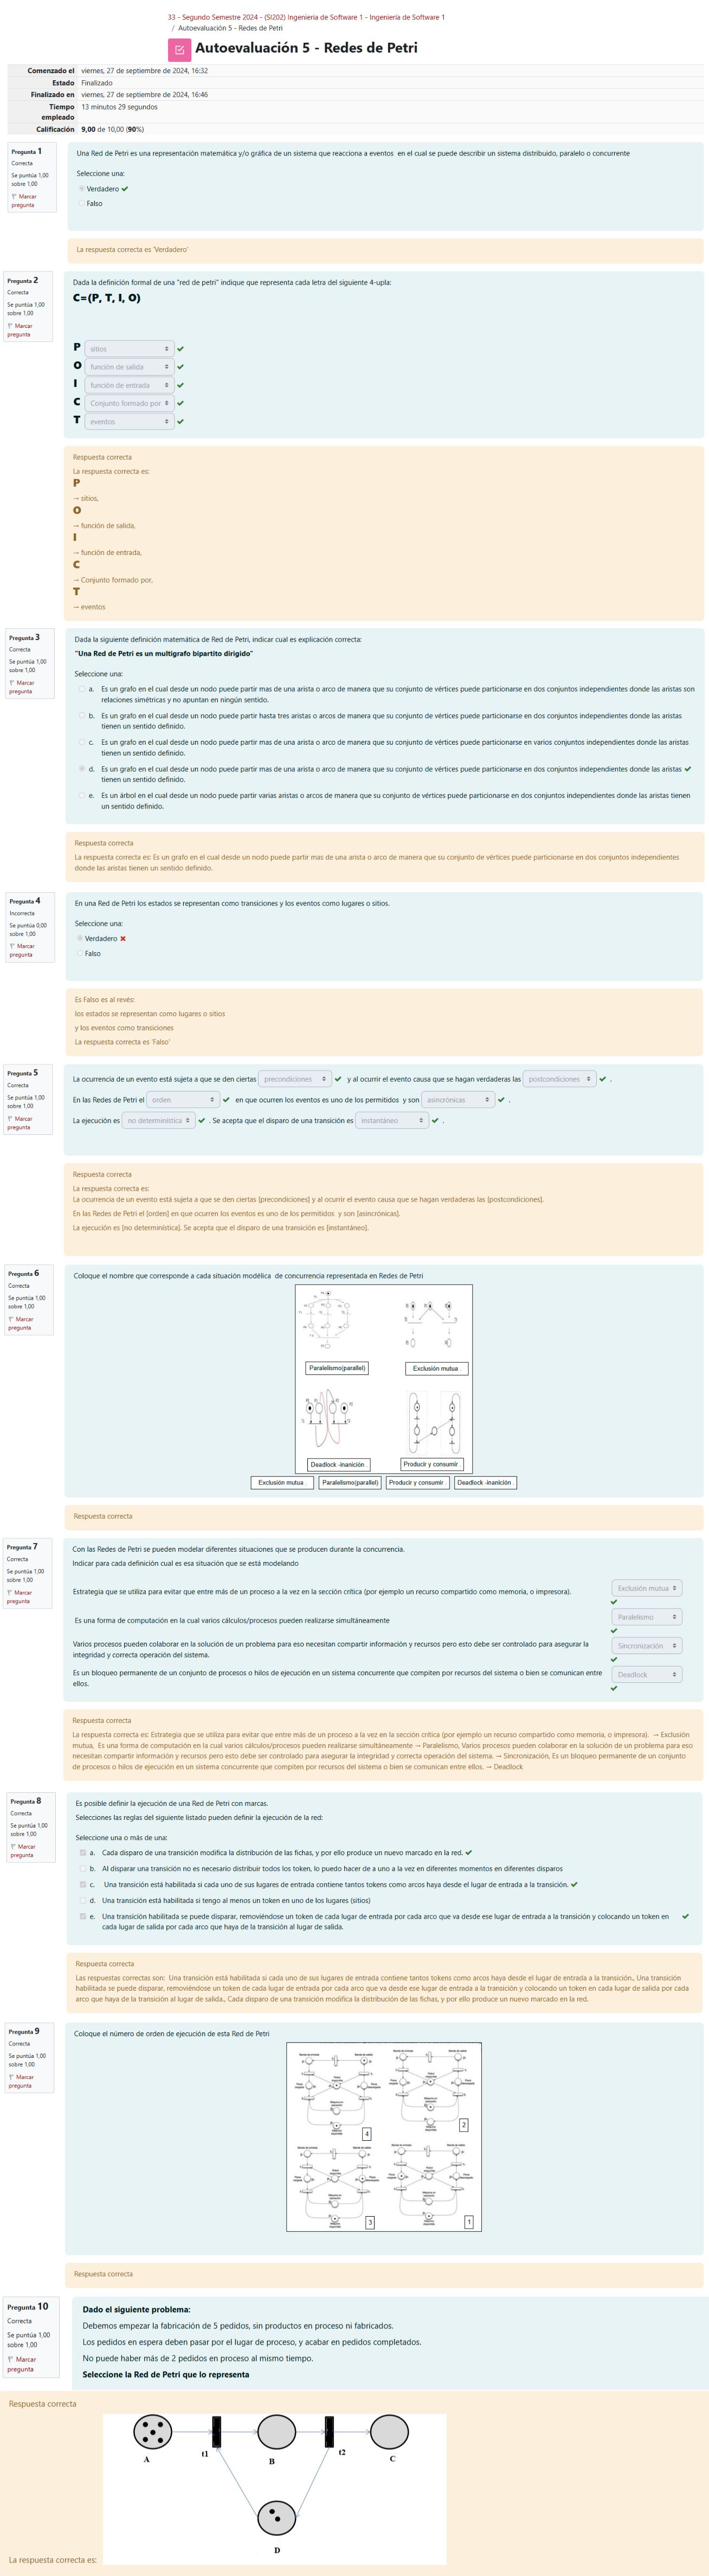 33 - Segundo Semestre 2024 - (SI202) Ingeniería de Software 1 - Ingeniería de Software 1
/ Autoevaluación 5 - Redes de Petri
Autoevaluación 5 - Redes de Petri
Comenzado el viernes, 27 de septiembre de 2024, 16:32
Estado Finalizado
Finalizado en viernes, 27 de septiembre de 2024, 16:46
Tiempo empleado 13 minutos 29 segundos
Calificación 9,00 de 10,00 (90%)
Pregunta 1
Correcta
Se puntúa 1,00
sobre 1,00
Marcar
pregunta
Una Red de Petri es una representación matemática y/o gráfica de un sistema que reacciona a eventos en el cual se puede describir un sistema distribuido, paralelo o concurrente
Seleccione una:
Verdadero
Falso
La respuesta correcta es 'Verdadero'
Pregunta 2
Correcta
Se puntúa 1,00
sobre 1,00
Marcar
pregunta
Dada la definición formal de una "red de petri" indique que representa cada letra del siguiente 4-upla:
C=(P, T, I, O)
P sitios
O función de salida
I función de entrada
C Conjunto formado por
T eventos
Respuesta correcta
La respuesta correcta es:
P
→ sitios,
O
→ función de salida,
I
→ función de entrada,
C
→ Conjunto formado por,
T
→ eventos
Pregunta 3
Correcta
Se puntúa 1,00
sobre 1,00
Marcar
pregunta
Dada la siguiente definición matemática de Red de Petri, indicar cual es explicación correcta:
"Una Red de Petri es un multigrafo bipartito dirigido"
Seleccione una:
a. Es un grafo en el cual desde un nodo puede partir mas de una arista o arco de manera que su conjunto de vértices puede particionarse en dos conjuntos independientes donde las aristas son
relaciones simétricas y no apuntan en ningún sentido.
b. Es un grafo en el cual desde un nodo puede partir hasta tres aristas o arcos de manera que su conjunto de vértices puede particionarse en dos conjuntos independientes donde las aristas
tienen un sentido definido.
c. Es un grafo en el cual desde un nodo puede partir mas de una arista o arco de manera que su conjunto de vértices puede particionarse en varios conjuntos independientes donde las aristas
tienen un sentido definido.
d. Es un grafo en el cual desde un nodo puede partir mas de una arista o arco de manera que su conjunto de vértices puede particionarse en dos conjuntos independientes donde las aristas
tienen un sentido definido.
e. Es un árbol en el cual desde un nodo puede partir varias aristas o arcos de manera que su conjunto de vértices puede particionarse en dos conjuntos independientes donde las aristas tienen
un sentido definido.
Respuesta correcta
La respuesta correcta es: Es un grafo en el cual desde un nodo puede partir mas de una arista o arco de manera que su conjunto de vértices puede particionarse en dos conjuntos independientes
donde las aristas tienen un sentido definido.
Pregunta 4
Incorrecta
Se puntúa 0,00
sobre 1,00
Marcar
pregunta
En una Red de Petri los estados se representan como transiciones y los eventos como lugares o sitios.
Seleccione una:
Verdadero
Falso
Es Falso es al revés:
los estados se representan como lugares o sitios
y los eventos como transiciones
La respuesta correcta es 'Falso'
Pregunta 5
Correcta
Se puntúa 1,00
sobre 1,00
Marcar
pregunta
La ocurrencia de un evento está sujeta a que se den ciertas precondiciones y al ocurrir el evento causa que se hagan verdaderas las postcondiciones .
En las Redes de Petri el orden en que ocurren los eventos es uno de los permitidos y son asincrónicas .
La ejecución es no determinística . Se acepta que el disparo de una transición es instantáneo .
Respuesta correcta
La respuesta correcta es:
La ocurrencia de un evento está sujeta a que se den ciertas [precondiciones] y al ocurrir el evento causa que se hagan verdaderas las [postcondiciones].
En las Redes de Petri el [orden] en que ocurren los eventos es uno de los permitidos y son [asincrónicas].
La ejecución es [no determinística]. Se acepta que el disparo de una transición es [instantáneo].
Pregunta 6
Correcta
Se puntúa 1,00
sobre 1,00
Marcar
pregunta
Coloque el nombre que corresponde a cada situación modélica de concurrencia representada en Redes de Petri
Paralelismo(parallel)
Exclusión mutua .
Deadlock -inanición .
Producir y consumir .
Exclusión mutua . Paralelismo(parallel) Producir y consumir . Deadlock -inanición .
Respuesta correcta
Pregunta 7
Correcta
Se puntúa 1,00
sobre 1,00
Marcar
pregunta
Con las Redes de Petri se pueden modelar diferentes situaciones que se producen durante la concurrencia.
Indicar para cada definición cual es esa situación que se está modelando
Estrategia que se utiliza para evitar que entre más de un proceso a la vez en la sección crítica (por ejemplo un recurso compartido como memoria, o impresora). Exclusión mutua
Es una forma de computación en la cual varios cálculos/procesos pueden realizarse simultáneamente Paralelismo
Varios procesos pueden colaborar en la solución de un problema para eso necesitan compartir información y recursos pero esto debe ser controlado para asegurar la
integridad y correcta operación del sistema. Sincronización
Es un bloqueo permanente de un conjunto de procesos o hilos de ejecución en un sistema concurrente que compiten por recursos del sistema o bien se comunican entre
ellos. Deadlock
Respuesta correcta
La respuesta correcta es: Estrategia que se utiliza para evitar que entre más de un proceso a la vez en la sección crítica (por ejemplo un recurso compartido como memoria, o impresora). → Exclusión
mutua, Es una forma de computación en la cual varios cálculos/procesos pueden realizarse simultáneamente → Paralelismo, Varios procesos pueden colaborar en la solución de un problema para eso
necesitan compartir información y recursos pero esto debe ser controlado para asegurar la integridad y correcta operación del sistema. → Sincronización, Es un bloqueo permanente de un conjunto
de procesos o hilos de ejecución en un sistema concurrente que compiten por recursos del sistema o bien se comunican entre ellos. → Deadlock
Pregunta 8
Correcta
Se puntúa 1,00
sobre 1,00
Marcar
pregunta
Es posible definir la ejecución de una Red de Petri con marcas.
Selecciones las reglas del siguiente listado pueden definir la ejecución de la red:
Seleccione una o más de una:
a. Cada disparo de una transición modifica la distribución de las fichas, y por ello produce un nuevo marcado en la red.
b. Al disparar una transición no es necesario distribuir todos los token, lo puedo hacer de a uno a la vez en diferentes momentos en diferentes disparos
c. Una transición está habilitada si cada uno de sus lugares de entrada contiene tantos tokens como arcos haya desde el lugar de entrada a la transición.
d. Una transición está habilitada si tengo al menos un token en uno de los lugares (sitios)
e. Una transición habilitada se puede disparar, removiéndose un token de cada lugar de entrada por cada arco que va desde ese lugar de entrada a la transición y colocando un token en
cada lugar de salida por cada arco que haya de la transición al lugar de salida.
Respuesta correcta
Las respuestas correctas son: Una transición está habilitada si cada uno de sus lugares de entrada contiene tantos tokens como arcos haya desde el lugar de entrada a la transición., Una transición
habilitada se puede disparar, removiéndose un token de cada lugar de entrada por cada arco que va desde ese lugar de entrada a la transición y colocando un token en cada lugar de salida por cada
arco que haya de la transición al lugar de salida., Cada disparo de una transición modifica la distribución de las fichas, y por ello produce un nuevo marcado en la red.
Pregunta 9
Correcta
Se puntúa 1,00
sobre 1,00
Marcar
pregunta
Coloque el número de orden de ejecución de esta Red de Petri
4
2
3
1
Respuesta correcta
Pregunta 10
Correcta
Se puntúa 1,00
sobre 1,00
Marcar
pregunta
Dado el siguiente problema:
Debemos empezar la fabricación de 5 pedidos, sin productos en proceso ni fabricados.
Los pedidos en espera deben pasar por el lugar de proceso, y acabar en pedidos completados.
No puede haber más de 2 pedidos en proceso al mismo tiempo.
Seleccione la Red de Petri que lo representa
Respuesta correcta
A
t1
B
t2
C
D
La respuesta correcta es: